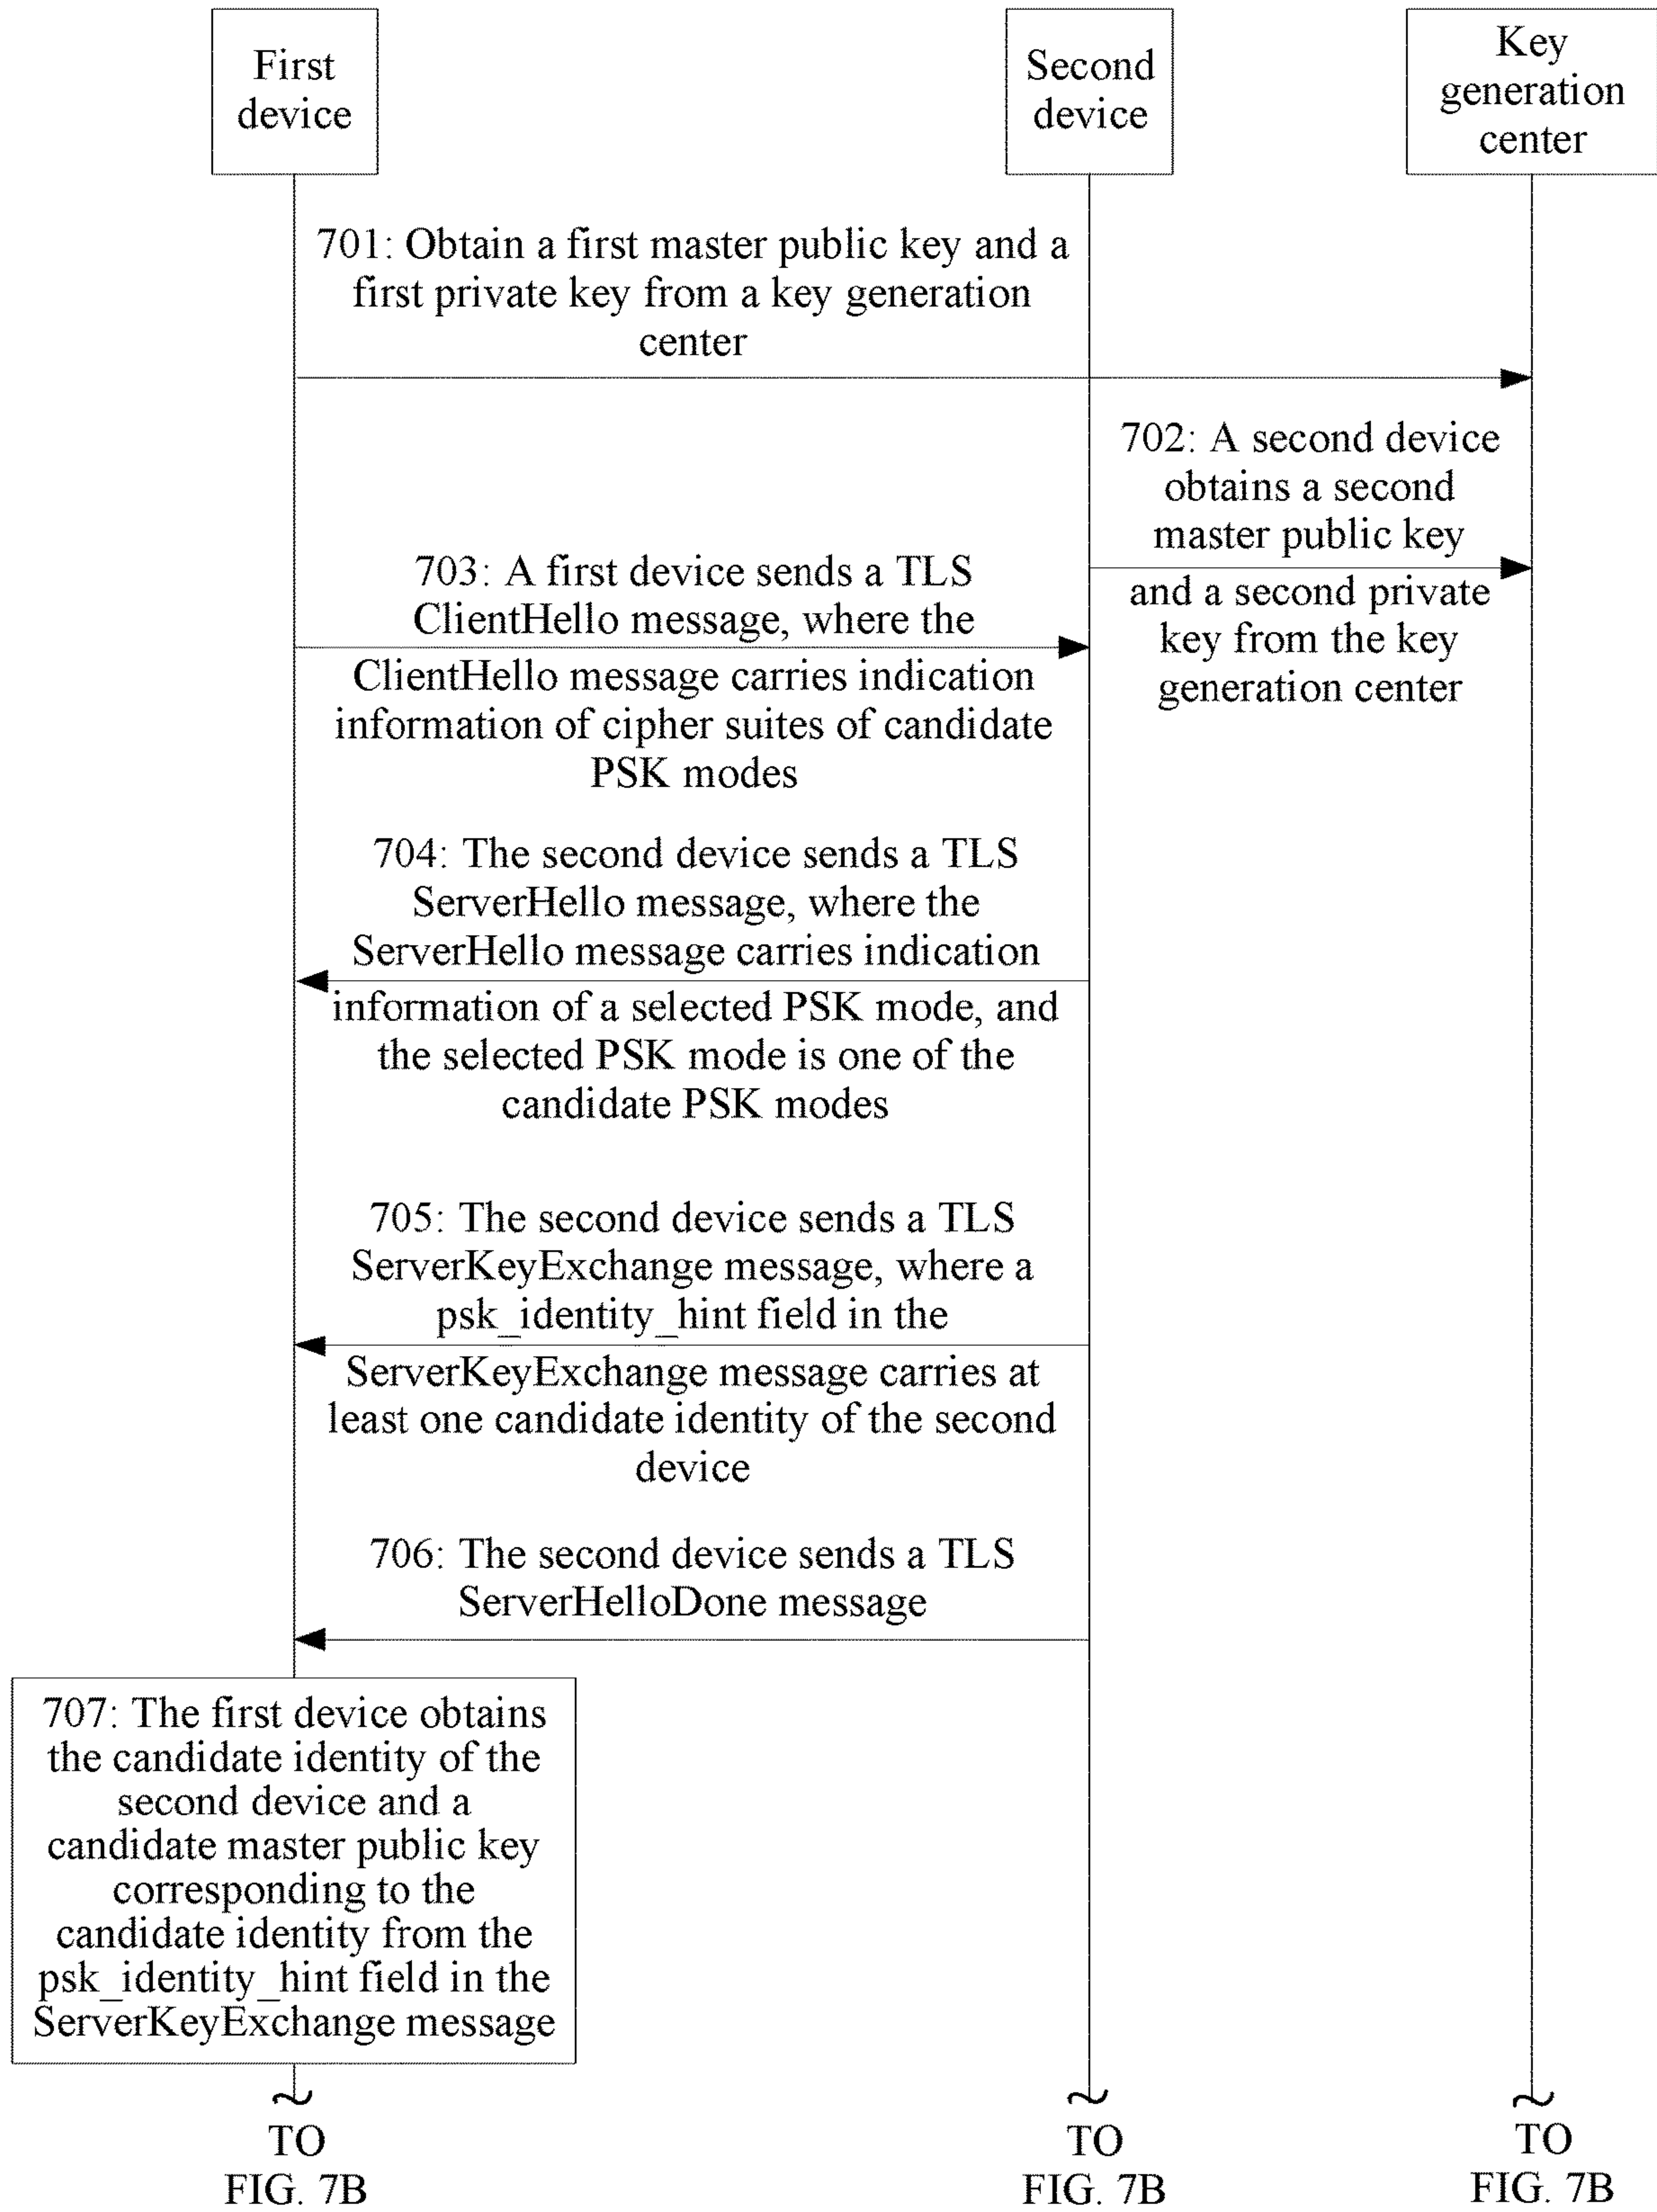 First
device
Second
device
Key
generation
center
701: Obtain a first master public key and a
first private key from a key generation
center
702: A second device
obtains a second
master public key
and a second private
key from the key
generation center
703: A first device sends a TLS
ClientHello message, where the
ClientHello message carries indication
information of cipher suites of candidate
PSK modes
704: The second device sends a TLS
ServerHello message, where the
ServerHello message carries indication
information of a selected PSK mode, and
the selected PSK mode is one of the
candidate PSK modes
705: The second device sends a TLS
ServerKeyExchange message, where a
psk_identity_hint field in the
ServerKeyExchange message carries at
least one candidate identity of the second
device
706: The second device sends a TLS
ServerHelloDone message
707: The first device obtains
the candidate identity of the
second device and a
candidate master public key
corresponding to the
candidate identity from the
psk_identity_hint field in the
ServerKeyExchange message
TO
FIG. 7B
TO
FIG. 7B
TO
FIG. 7B